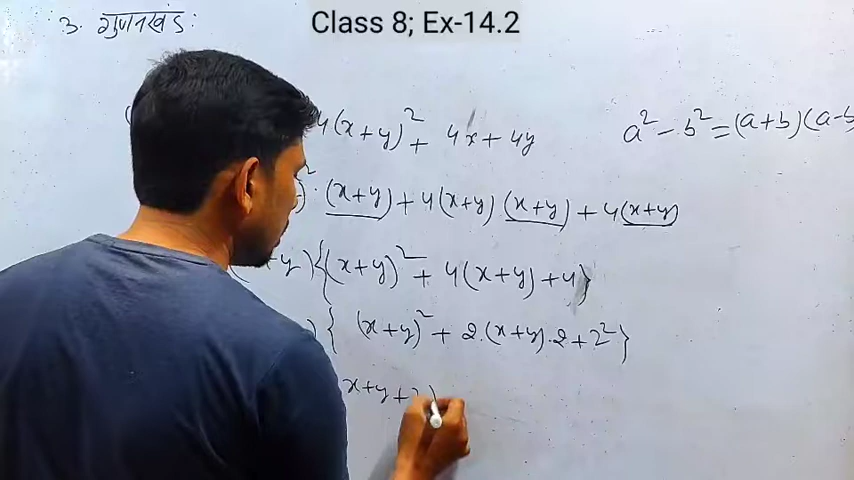 Class 8; Ex-14.2
3. गुणनखंड :
4(x+y)² + 4x + 4y
a² - b² = (a+b)(a-b
)² · (x+y) + 4(x+y) (x+y) + 4(x+y)
x+y) {(x+y)² + 4(x+y) + 4}
) { (x+y)² + 2·(x+y)·2 + 2² }
x+y+2)